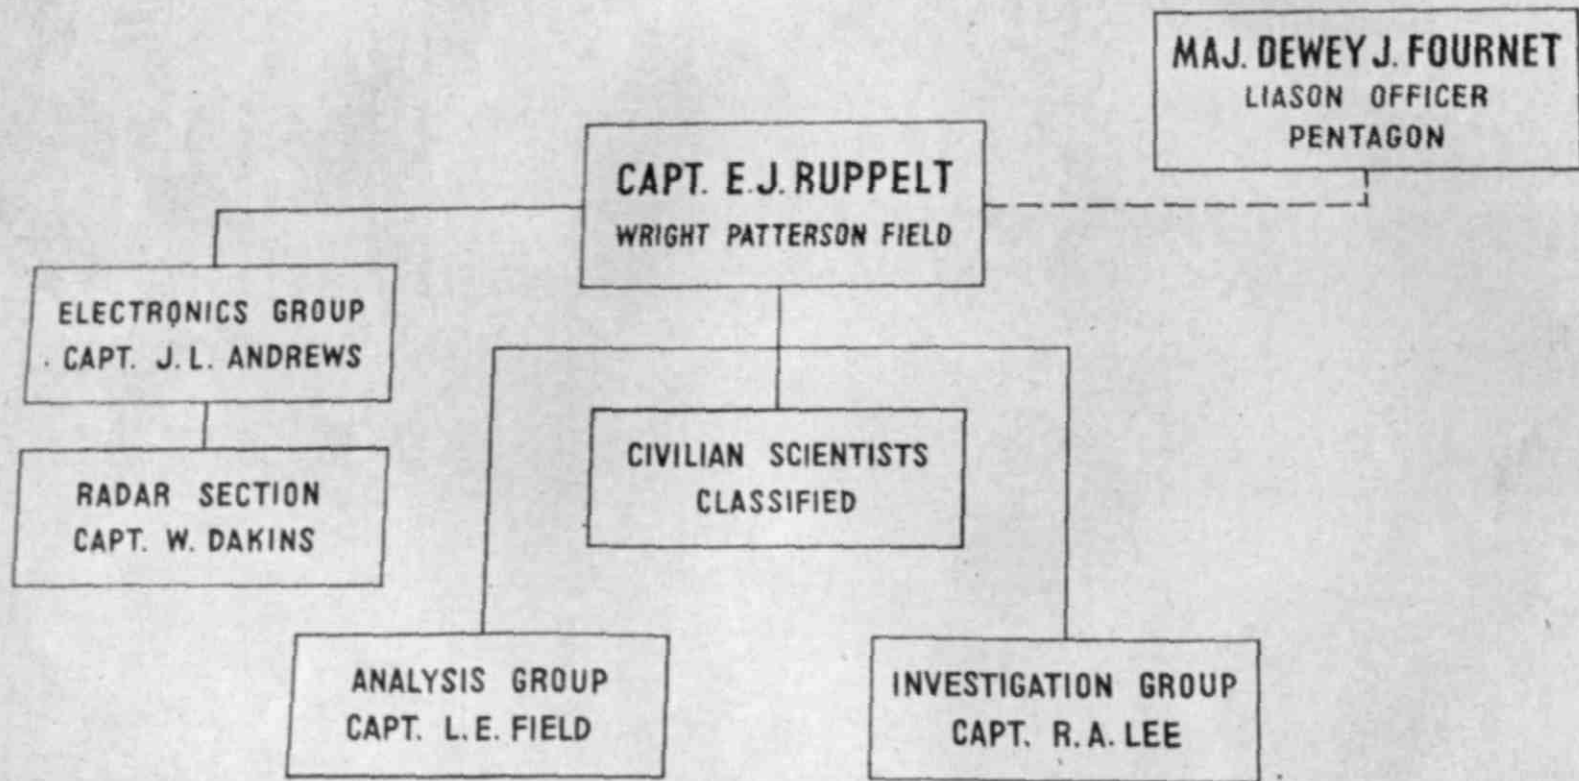 MAJ. DEWEY J. FOURNET
LIASON OFFICER
PENTAGON
CAPT. E.J. RUPPELT
WRIGHT PATTERSON FIELD
ELECTRONICS GROUP
CAPT. J.L. ANDREWS
RADAR SECTION
CAPT. W. DAKINS
CIVILIAN SCIENTISTS
CLASSIFIED
ANALYSIS GROUP
CAPT. L.E. FIELD
INVESTIGATION GROUP
CAPT. R.A. LEE